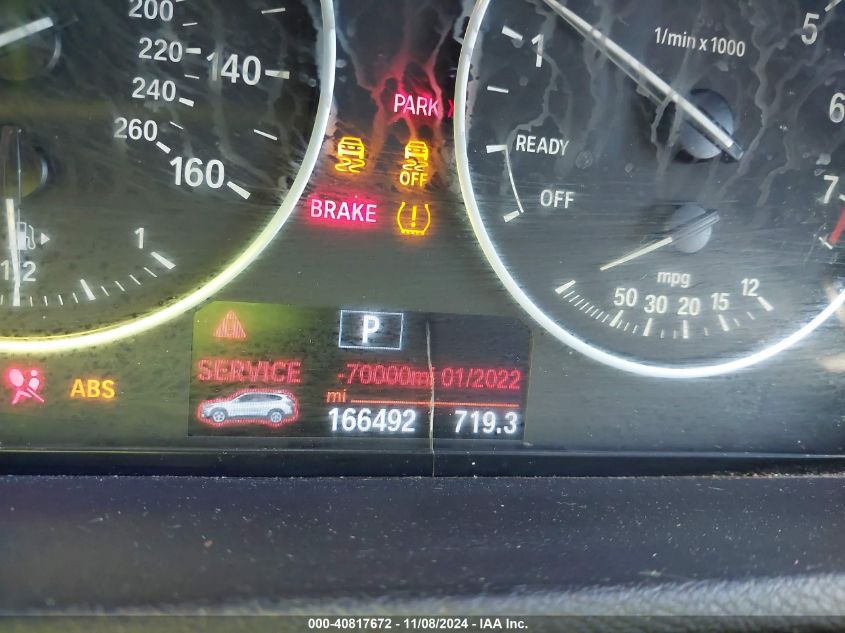 200
220
240
260
140
160
1/2
1
PARK
OFF
BRAKE
ABS
1/min x 1000
1
5
6
7
READY
OFF
mpg
50 30 20 15 12
P
SERVICE
-70000mi 01/2022
mi
166492 719.3
000-40817672 - 11/08/2024 - IAA Inc.